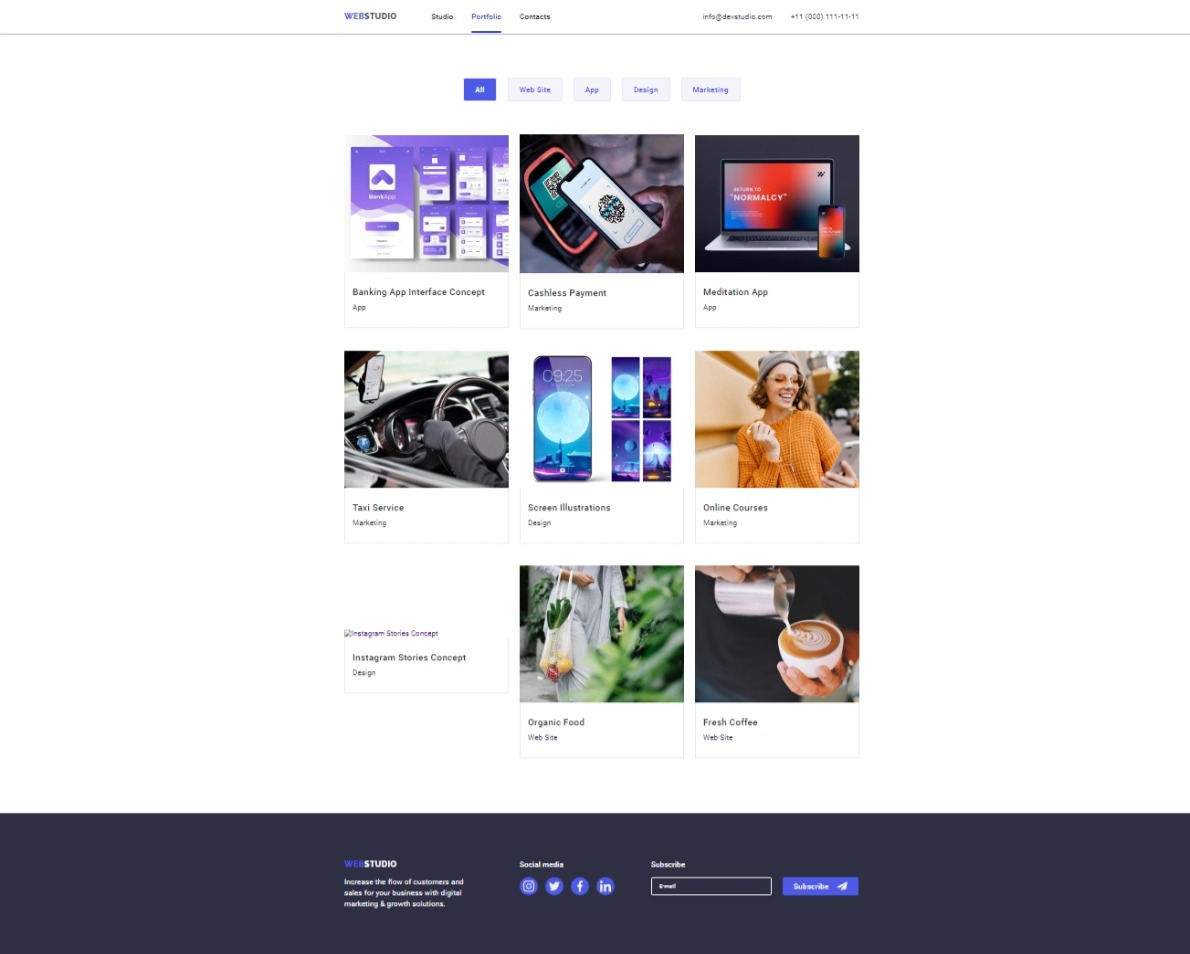 WEBSTUDIO Studio Portfolio Contacts info@devstudio.com +11 (000) 111-11-11
All Web Site App Design Marketing
BankApp
RETURN TO
"NORMALCY"
Banking App Interface Concept
App
Cashless Payment
Marketing
Meditation App
App
09:25
Taxi Service
Marketing
Screen Illustrations
Design
Online Courses
Marketing
Instagram Stories Concept
Instagram Stories Concept
Design
Organic Food
Web Site
Fresh Coffee
Web Site
WEBSTUDIO
Increase the flow of customers and
sales for your business with digital
marketing & growth solutions.
Social media
Subscribe
E-mail
Subscribe